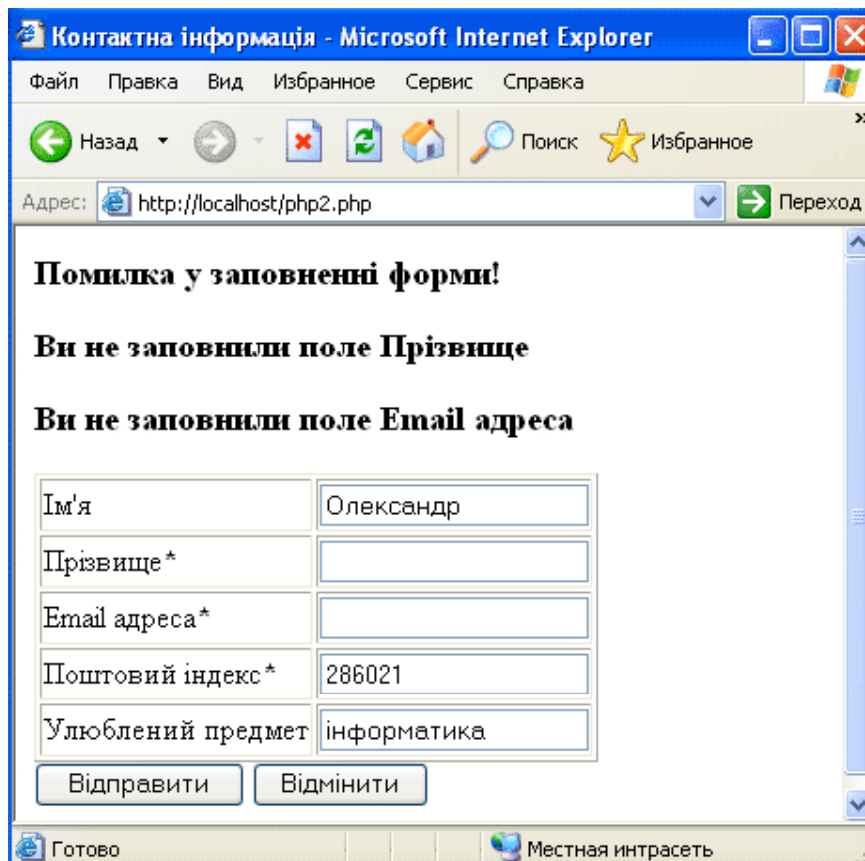 Контактна інформація - Microsoft Internet Explorer
Файл Правка Вид Избранное Сервис Справка
Назад Поиск Избранное »
Адрес: http://localhost/php2.php Переход
Помилка у заповненні форми!
Ви не заповнили поле Прізвище
Ви не заповнили поле Email адреса
Ім'я Олександр
Прізвище*
Email адреса*
Поштовий індекс* 286021
Улюблений предмет інформатика
Відправити Відмінити
Готово Местная интрасеть